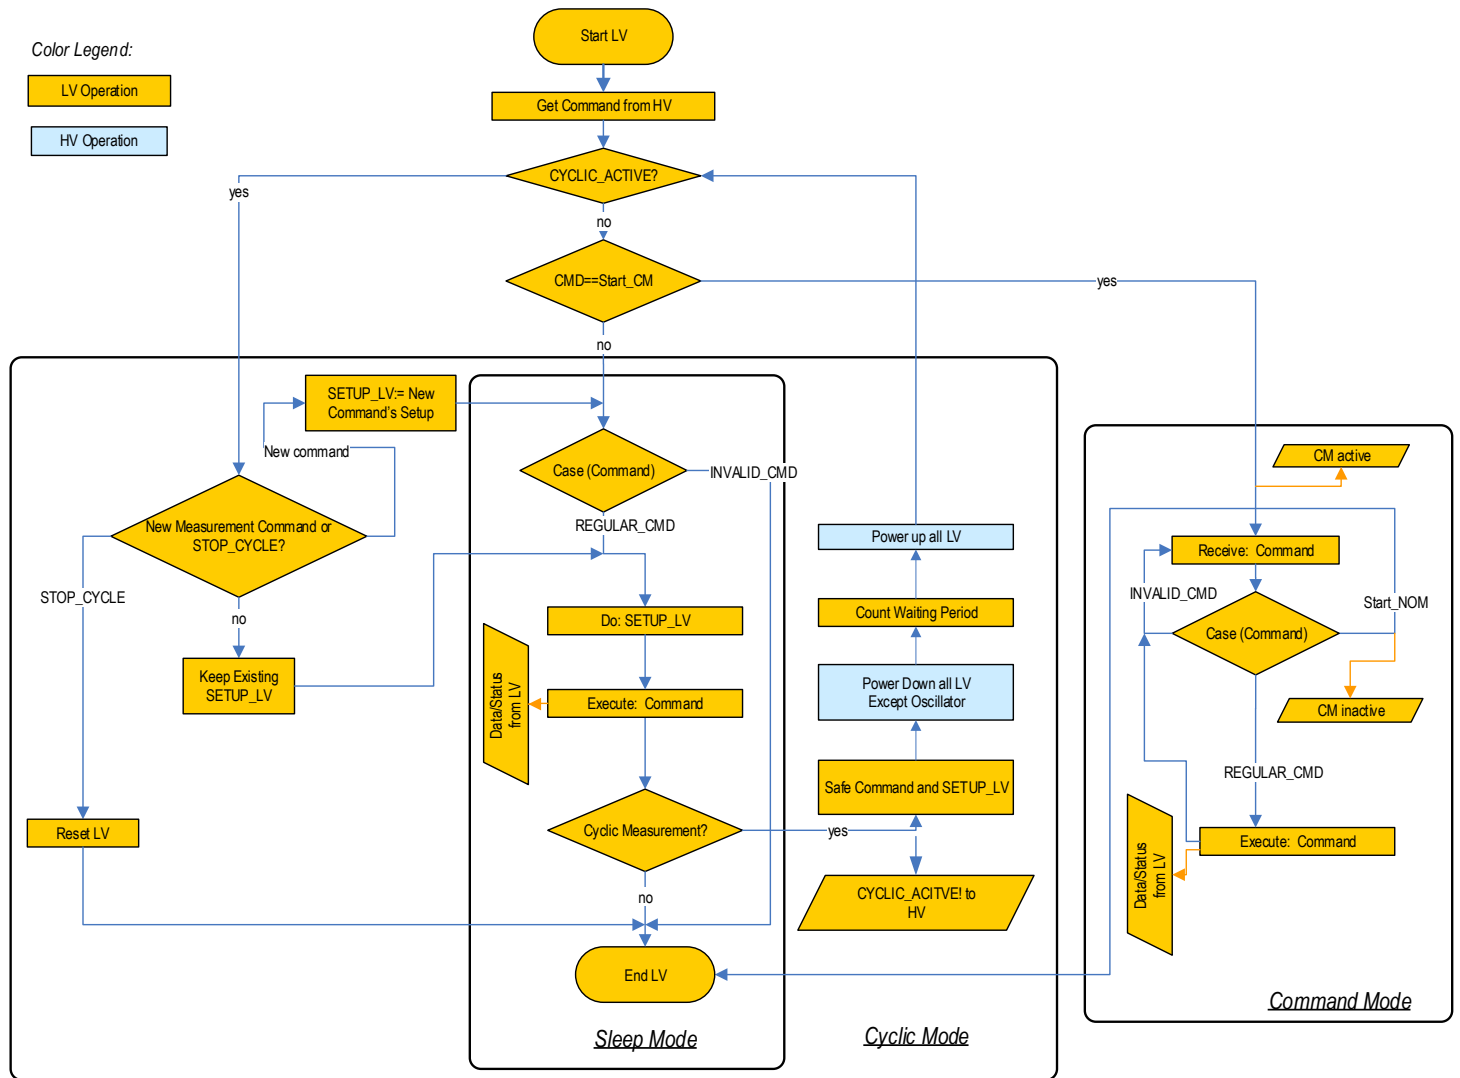 Start LV
Color Legend:
LV Operation
Get Command from HV
HV Operation
CYCLIC_ACTIVE?
yes
no
CMD==Start_CM
yes
no
SETUP_LV:= New
Command's Setup
New command
Case (Command)
INVALID_CMD
CM active
New Measurement Command or
STOP_CYCLE?
REGULAR_CMD
Power up all LV
Receive: Command
STOP_CYCLE
INVALID_CMD
Start_NOM
no
Do: SETUP_LV
Count Waiting Period
Case (Command)
Keep Existing
SETUP_LV
Data/Status
from LV
Execute: Command
Power Down all LV
Except Oscillator
CM inactive
REGULAR_CMD
Safe Command and SETUP_LV
Reset LV
Cyclic Measurement?
yes
Execute: Command
Data/Status
from LV
no
CYCLIC_ACITVE! to
HV
End LV
Command Mode
Sleep Mode
Cyclic Mode